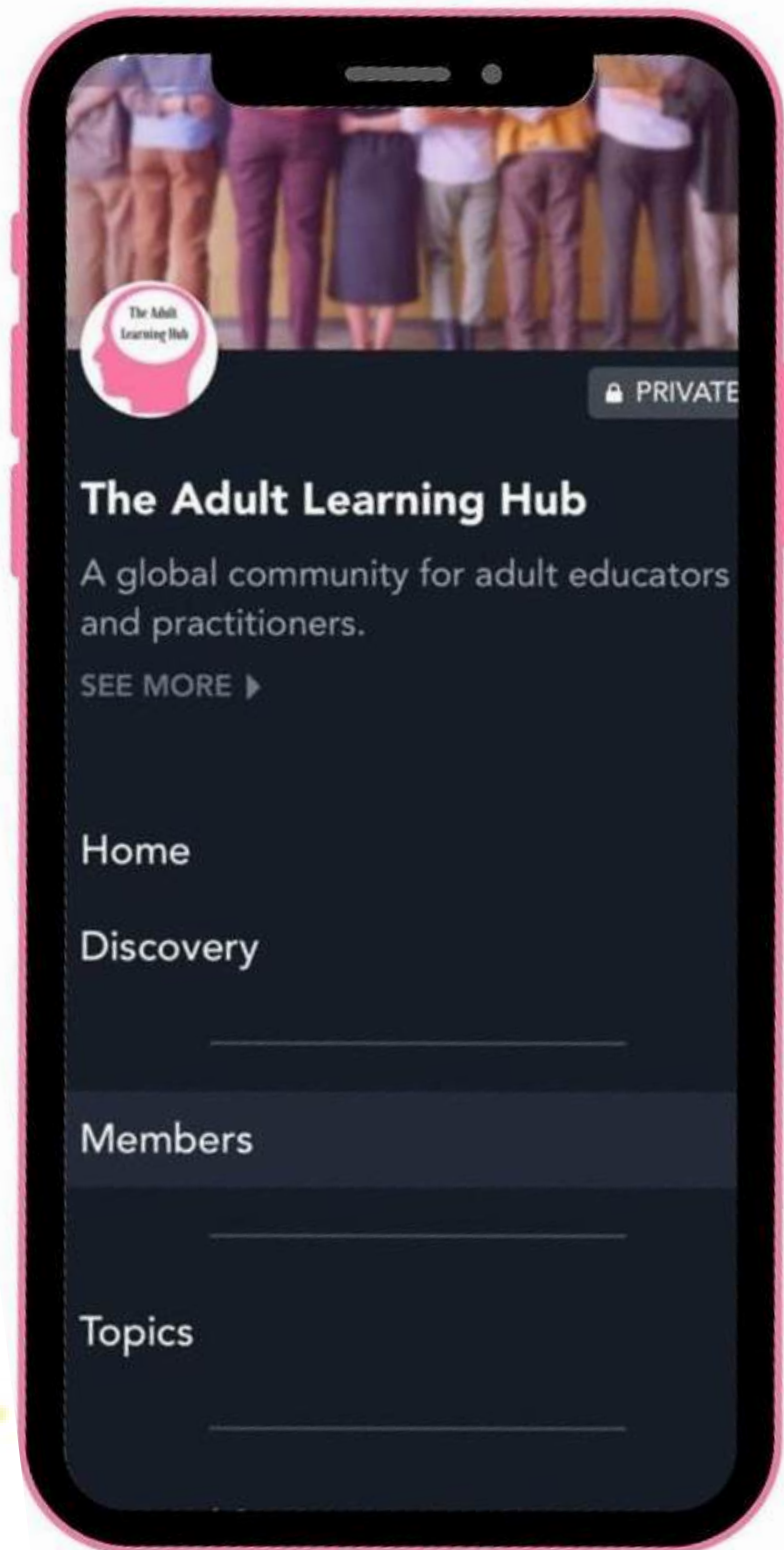 The Adult
Learning Hub
PRIVATE
The Adult Learning Hub
A global community for adult educators
and practitioners.
SEE MORE
Home
Discovery
Members
Topics